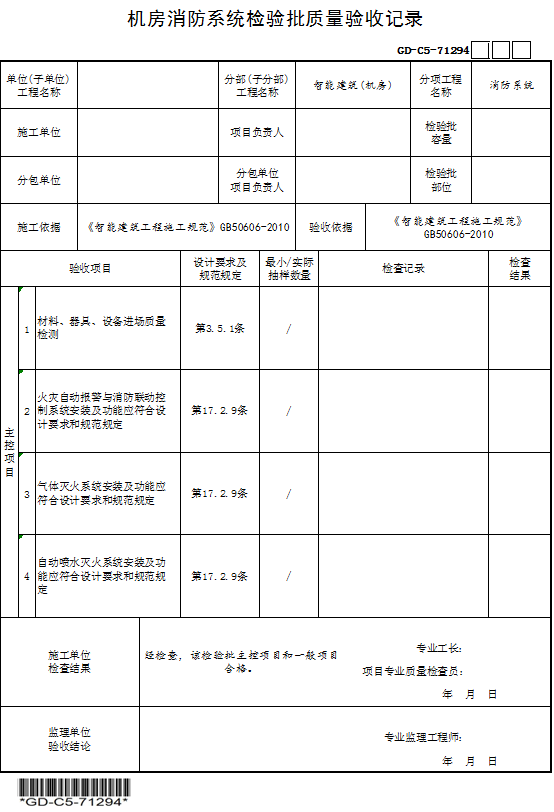 机房消防系统检验批质量验收记录
GD-C5-71294
单位(子单位)
工程名称
分部(子分部)
工程名称
智能建筑(机房)
分项工程
名称
消防系统
施工单位
项目负责人
检验批
容量
分包单位
分包单位
项目负责人
检验批
部位
施工依据
《智能建筑工程施工规范》GB50606-2010
验收依据
《智能建筑工程施工规范》
GB50606-2010
验收项目
设计要求及
规范规定
最小/实际
抽样数量
检查记录
检查
结果
主
控
项
目
1
材料、器具、设备进场质量
检测
第3.5.1条
/
2
火灾自动报警与消防联动控
制系统安装及功能应符合设
计要求和规范规定
第17.2.9条
/
3
气体灭火系统安装及功能应
符合设计要求和规范规定
第17.2.9条
/
4
自动喷水灭火系统安装及功
能应符合设计要求和规范规
定
第17.2.9条
/
施工单位
检查结果
经检查，该检验批主控项目和一般项目
合格。
专业工长：
项目专业质量检查员：
年 月 日
监理单位
验收结论
专业监理工程师：
年 月 日
*GD-C5-71294*